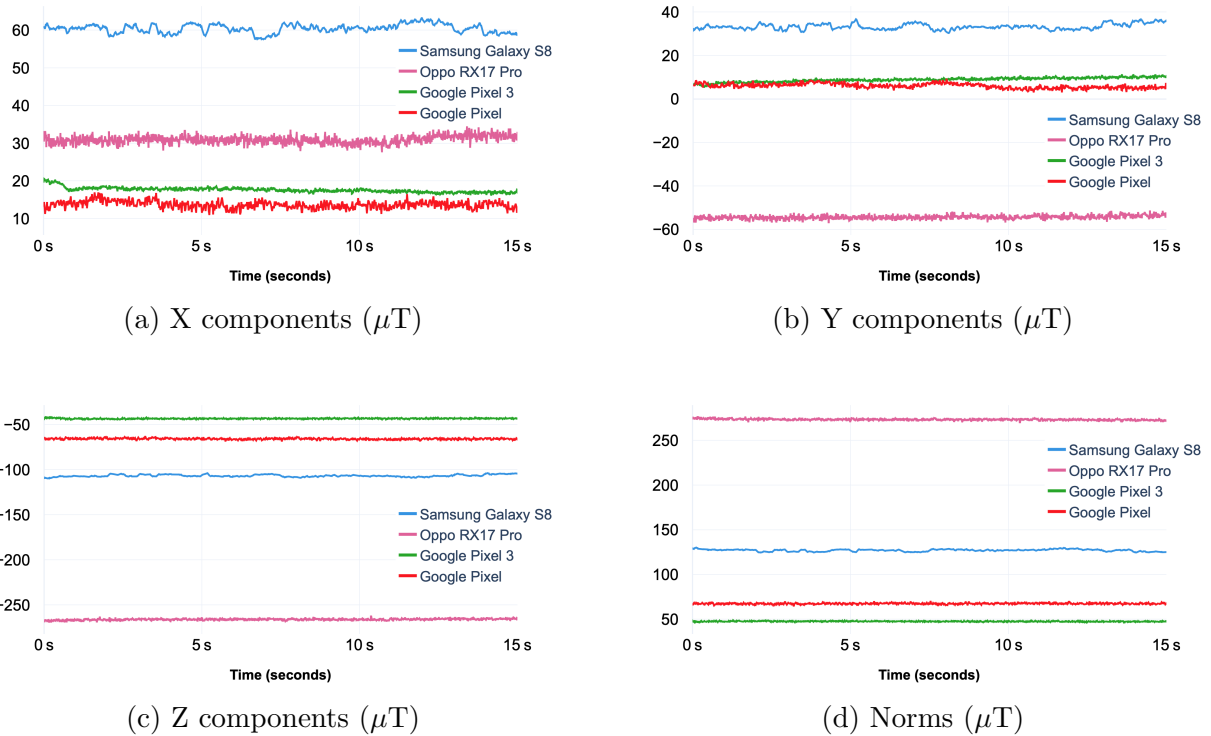 60
50
40
30
20
10
Samsung Galaxy S8
Oppo RX17 Pro
Google Pixel 3
Google Pixel
0 s 5 s 10 s 15 s
Time (seconds)
(a) X components (μT)
40
20
0
−20
−40
−60
Samsung Galaxy S8
Oppo RX17 Pro
Google Pixel 3
Google Pixel
0 s 5 s 10 s 15 s
Time (seconds)
(b) Y components (μT)
−50
−100
−150
−200
−250
Samsung Galaxy S8
Oppo RX17 Pro
Google Pixel 3
Google Pixel
0 s 5 s 10 s 15 s
Time (seconds)
(c) Z components (μT)
250
200
150
100
50
Samsung Galaxy S8
Oppo RX17 Pro
Google Pixel 3
Google Pixel
0 s 5 s 10 s 15 s
Time (seconds)
(d) Norms (μT)